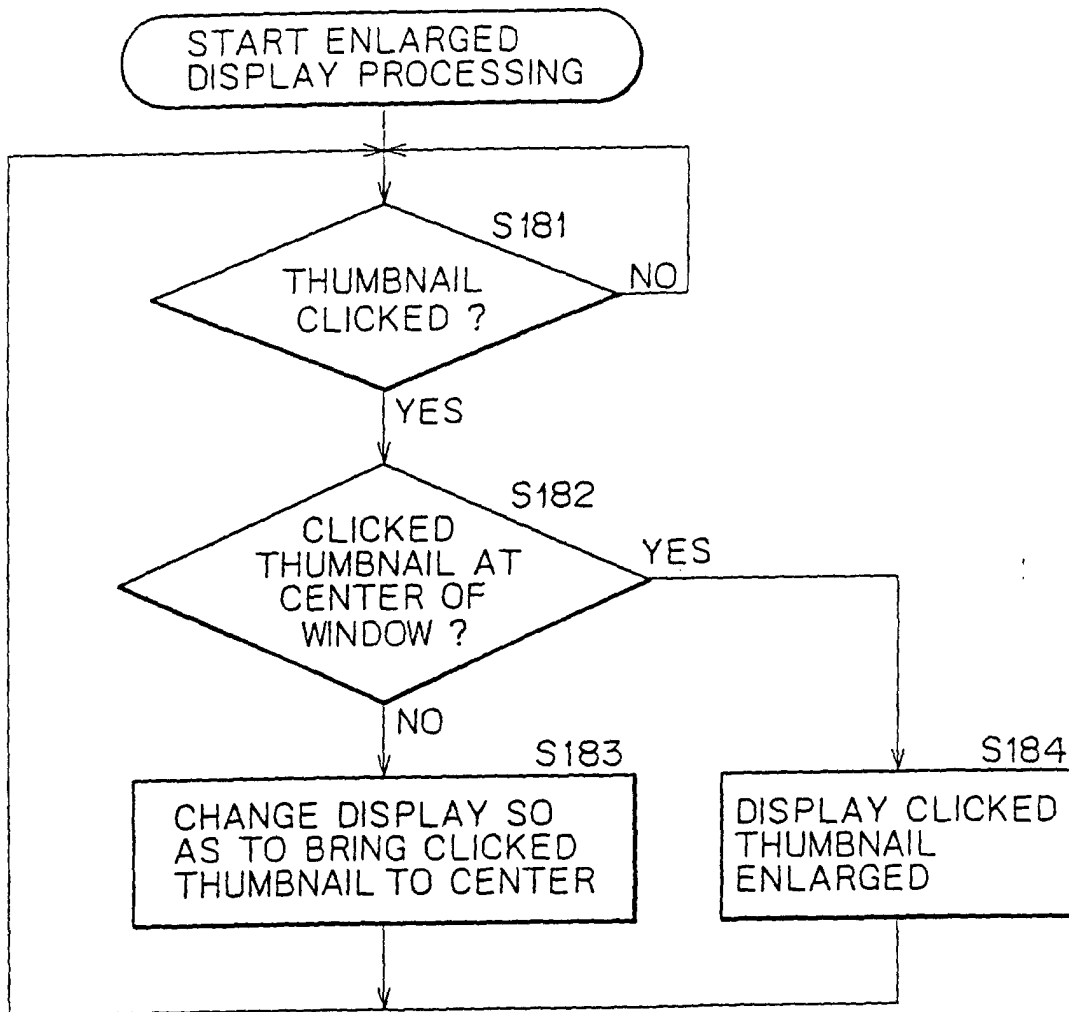 START ENLARGED
DISPLAY PROCESSING
S181
THUMBNAIL
CLICKED ?
NO
YES
S182
CLICKED
THUMBNAIL AT
CENTER OF
WINDOW ?
YES
NO
S183
CHANGE DISPLAY SO
AS TO BRING CLICKED
THUMBNAIL TO CENTER
S184
DISPLAY CLICKED
THUMBNAIL
ENLARGED